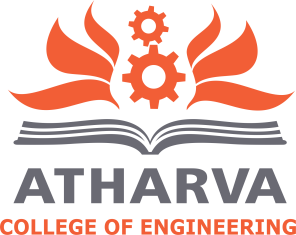 ATHARVA
COLLEGE OF ENGINEERING